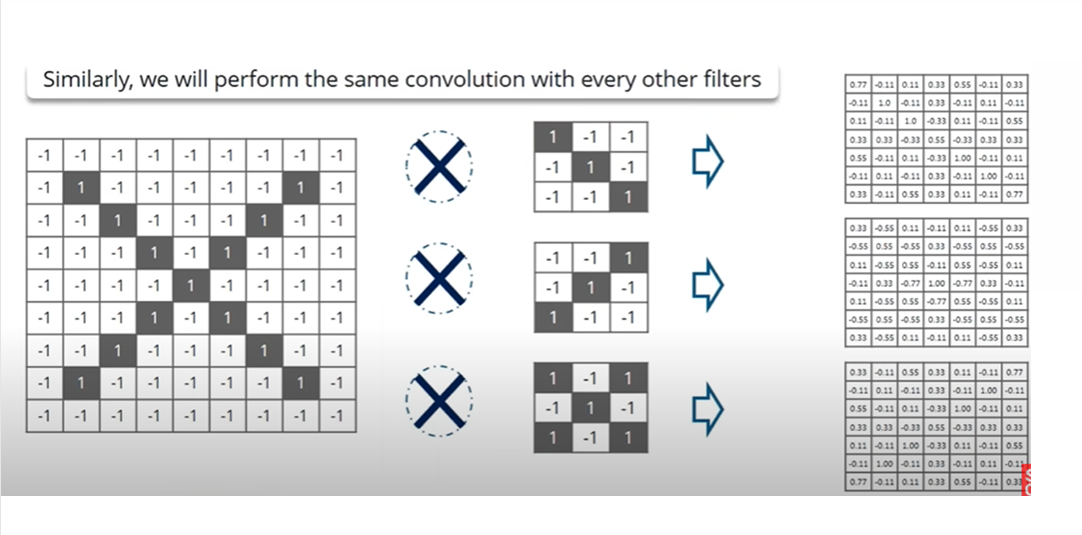 Similarly, we will perform the same convolution with every other filters
-1 -1 -1 -1 -1 -1 -1 -1 -1
-1 1 -1 -1 -1 -1 -1 1 -1
-1 -1 1 -1 -1 -1 1 -1 -1
-1 -1 -1 1 -1 1 -1 -1 -1
-1 -1 -1 -1 1 -1 -1 -1 -1
-1 -1 -1 1 -1 1 -1 -1 -1
-1 -1 1 -1 -1 -1 1 -1 -1
-1 1 -1 -1 -1 -1 -1 1 -1
-1 -1 -1 -1 -1 -1 -1 -1 -1
1 -1 -1
-1 1 -1
-1 -1 1
0.77 -0.11 0.11 0.33 0.55 -0.11 0.33
-0.11 1.0 -0.11 0.33 -0.11 0.11 -0.11
0.11 -0.11 1.0 -0.33 0.11 -0.11 0.55
0.33 0.33 -0.33 0.55 -0.33 0.33 0.33
0.55 -0.11 0.11 -0.33 1.00 -0.11 0.11
-0.11 0.11 -0.11 0.33 -0.11 1.00 -0.11
0.33 -0.11 0.55 0.33 0.11 -0.11 0.77
-1 -1 1
-1 1 -1
1 -1 -1
0.33 -0.55 0.11 -0.11 0.11 -0.55 0.33
-0.55 0.55 -0.55 0.33 -0.55 0.55 -0.55
0.11 -0.55 0.55 -0.11 0.55 -0.55 0.11
-0.11 0.33 -0.77 1.00 -0.77 0.33 -0.11
0.11 -0.55 0.55 -0.77 0.55 -0.55 0.11
-0.55 0.55 -0.55 0.33 -0.55 0.55 -0.55
0.33 -0.55 0.11 -0.11 0.11 -0.55 0.33
1 -1 1
-1 1 -1
1 -1 1
0.33 -0.11 0.55 0.33 0.11 -0.11 0.77
-0.11 0.11 -0.11 0.33 -0.11 1.00 -0.11
0.55 -0.11 0.11 -0.33 1.00 -0.11 0.11
0.33 0.33 -0.33 0.55 -0.33 0.33 0.33
0.11 -0.11 1.00 -0.33 0.11 -0.11 0.55
-0.11 1.00 -0.11 0.33 -0.11 0.11 -0.11
0.77 -0.11 0.11 0.33 0.55 -0.11 0.33